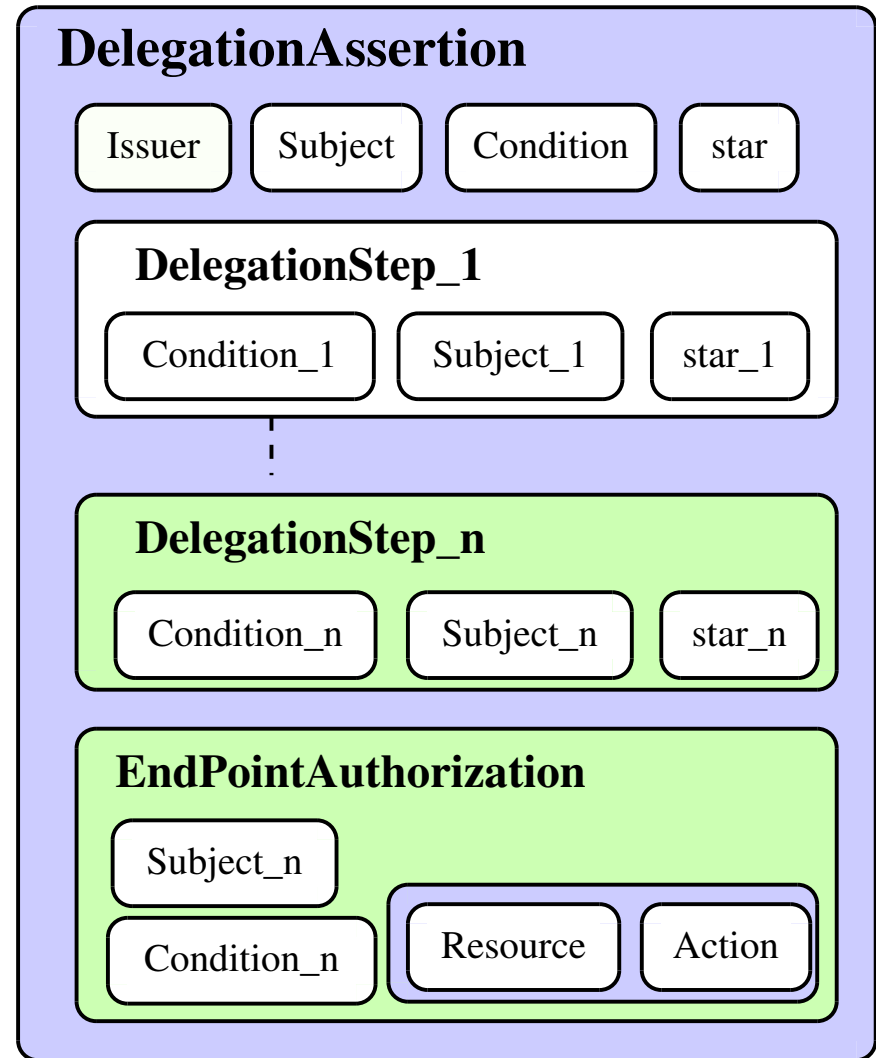 DelegationAssertion
Issuer Subject Condition star
DelegationStep_1
Condition_1 Subject_1 star_1
DelegationStep_n
Condition_n Subject_n star_n
EndPointAuthorization
Subject_n
Condition_n Resource Action